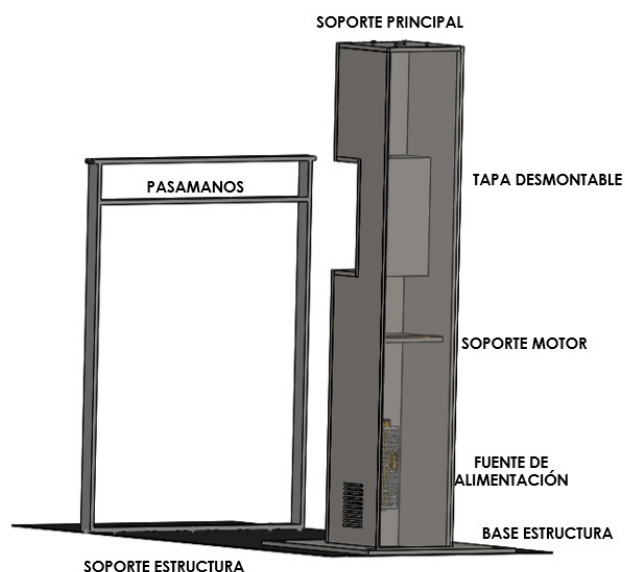 SOPORTE PRINCIPAL
PASAMANOS
TAPA DESMONTABLE
SOPORTE MOTOR
FUENTE DE
ALIMENTACIÓN
BASE ESTRUCTURA
SOPORTE ESTRUCTURA